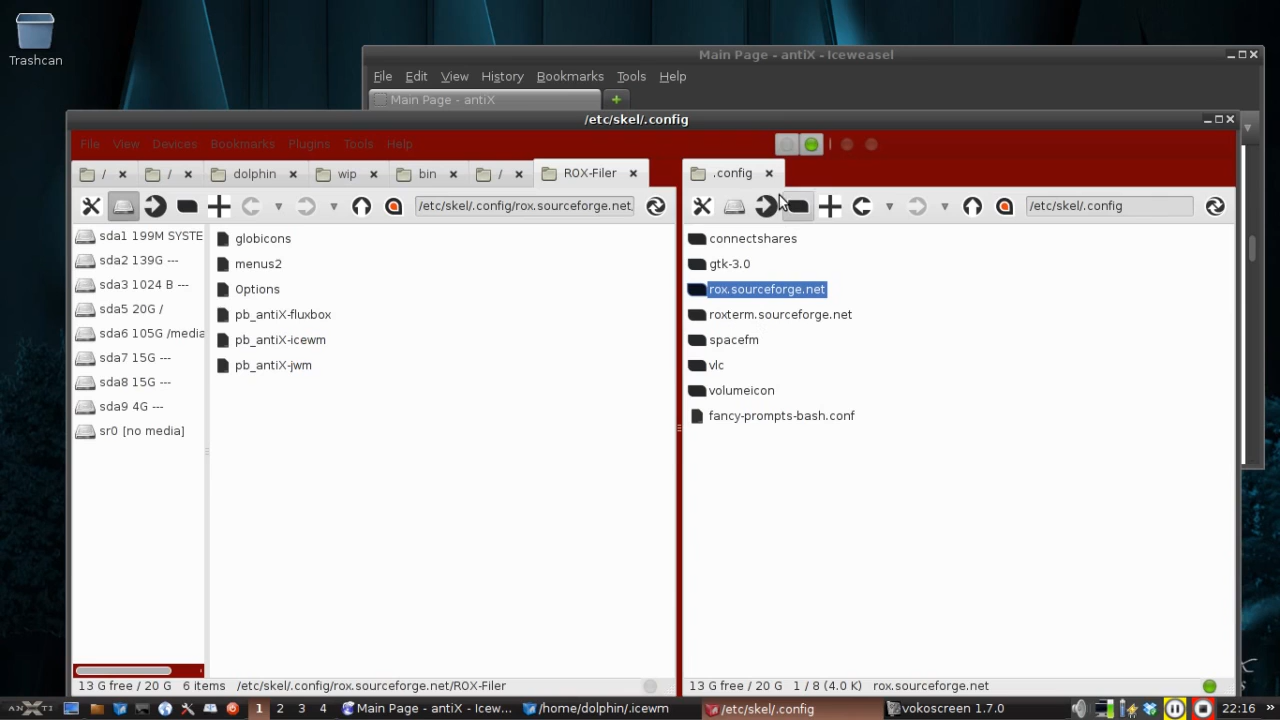 Trashcan
Main Page - antiX - Iceweasel
File Edit View History Bookmarks Tools Help
Main Page - antiX
/etc/skel/.config
File View Devices Bookmarks Plugins Tools Help
/ / dolphin wip bin / ROX-Filer
.config
/etc/skel/.config/rox.sourceforge.net
/etc/skel/.config
sda1 199M SYSTE
sda2 139G ---
sda3 1024 B ---
sda5 20G /
sda6 105G /media
sda7 15G ---
sda8 15G ---
sda9 4G ---
sr0 [no media]
globicons
menus2
Options
pb_antiX-fluxbox
pb_antiX-icewm
pb_antiX-jwm
connectshares
gtk-3.0
rox.sourceforge.net
roxterm.sourceforge.net
spacefm
vlc
volumeicon
fancy-prompts-bash.conf
13 G free / 20 G 6 items /etc/skel/.config/rox.sourceforge.net/ROX-Filer
13 G free / 20 G 1 / 8 (4.0 K) rox.sourceforge.net
antiX 1 2 3 4 Main Page - antiX - Icew... /home/dolphin/.icewm /etc/skel/.config vokoscreen 1.7.0 22:16 »